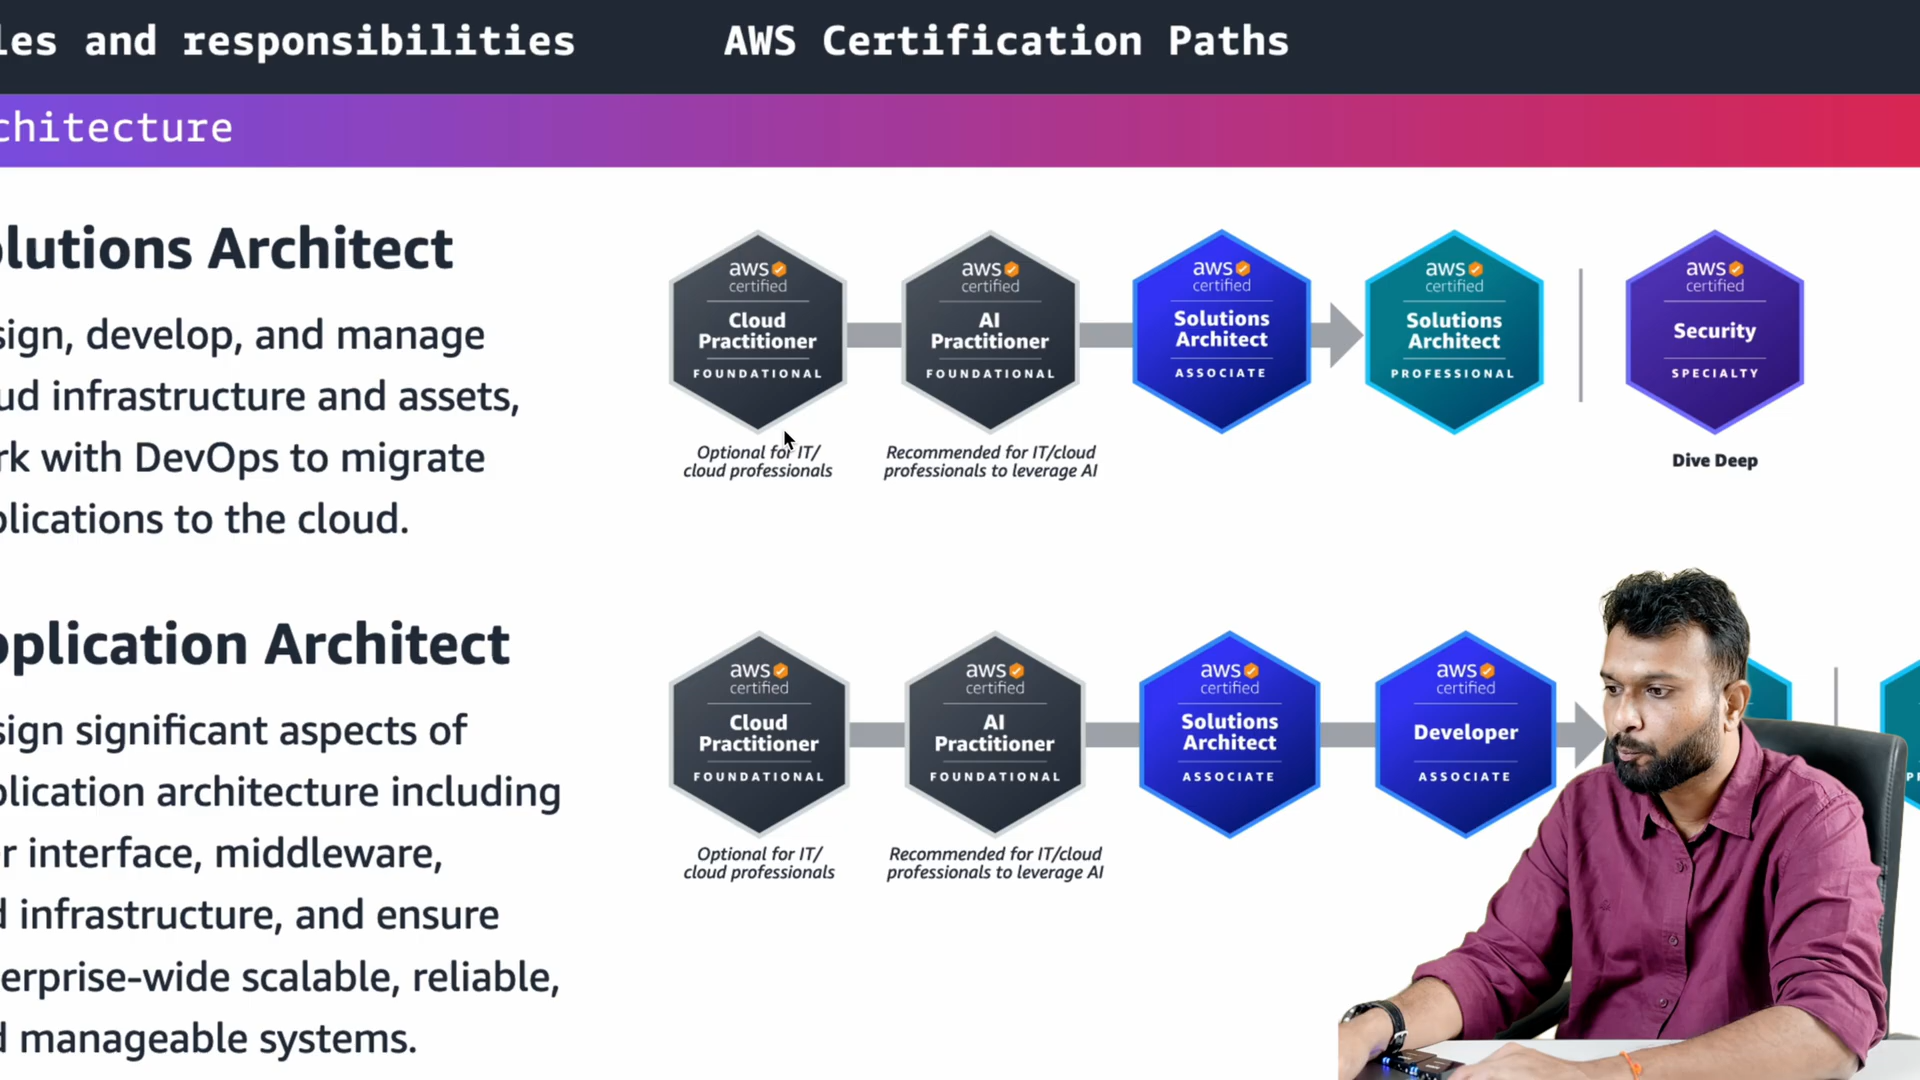 les and responsibilities
AWS Certification Paths
chitecture
olutions Architect
sign, develop, and manage
ud infrastructure and assets,
rk with DevOps to migrate
plications to the cloud.
aws
certified
Cloud
Practitioner
FOUNDATIONAL
Optional for IT/
cloud professionals
aws
certified
AI
Practitioner
FOUNDATIONAL
Recommended for IT/cloud
professionals to leverage AI
aws
certified
Solutions
Architect
ASSOCIATE
aws
certified
Solutions
Architect
PROFESSIONAL
aws
certified
Security
SPECIALTY
Dive Deep
pplication Architect
sign significant aspects of
plication architecture including
r interface, middleware,
d infrastructure, and ensure
erprise-wide scalable, reliable,
d manageable systems.
aws
certified
Cloud
Practitioner
FOUNDATIONAL
Optional for IT/
cloud professionals
aws
certified
AI
Practitioner
FOUNDATIONAL
Recommended for IT/cloud
professionals to leverage AI
aws
certified
Solutions
Architect
ASSOCIATE
aws
certified
Developer
ASSOCIATE